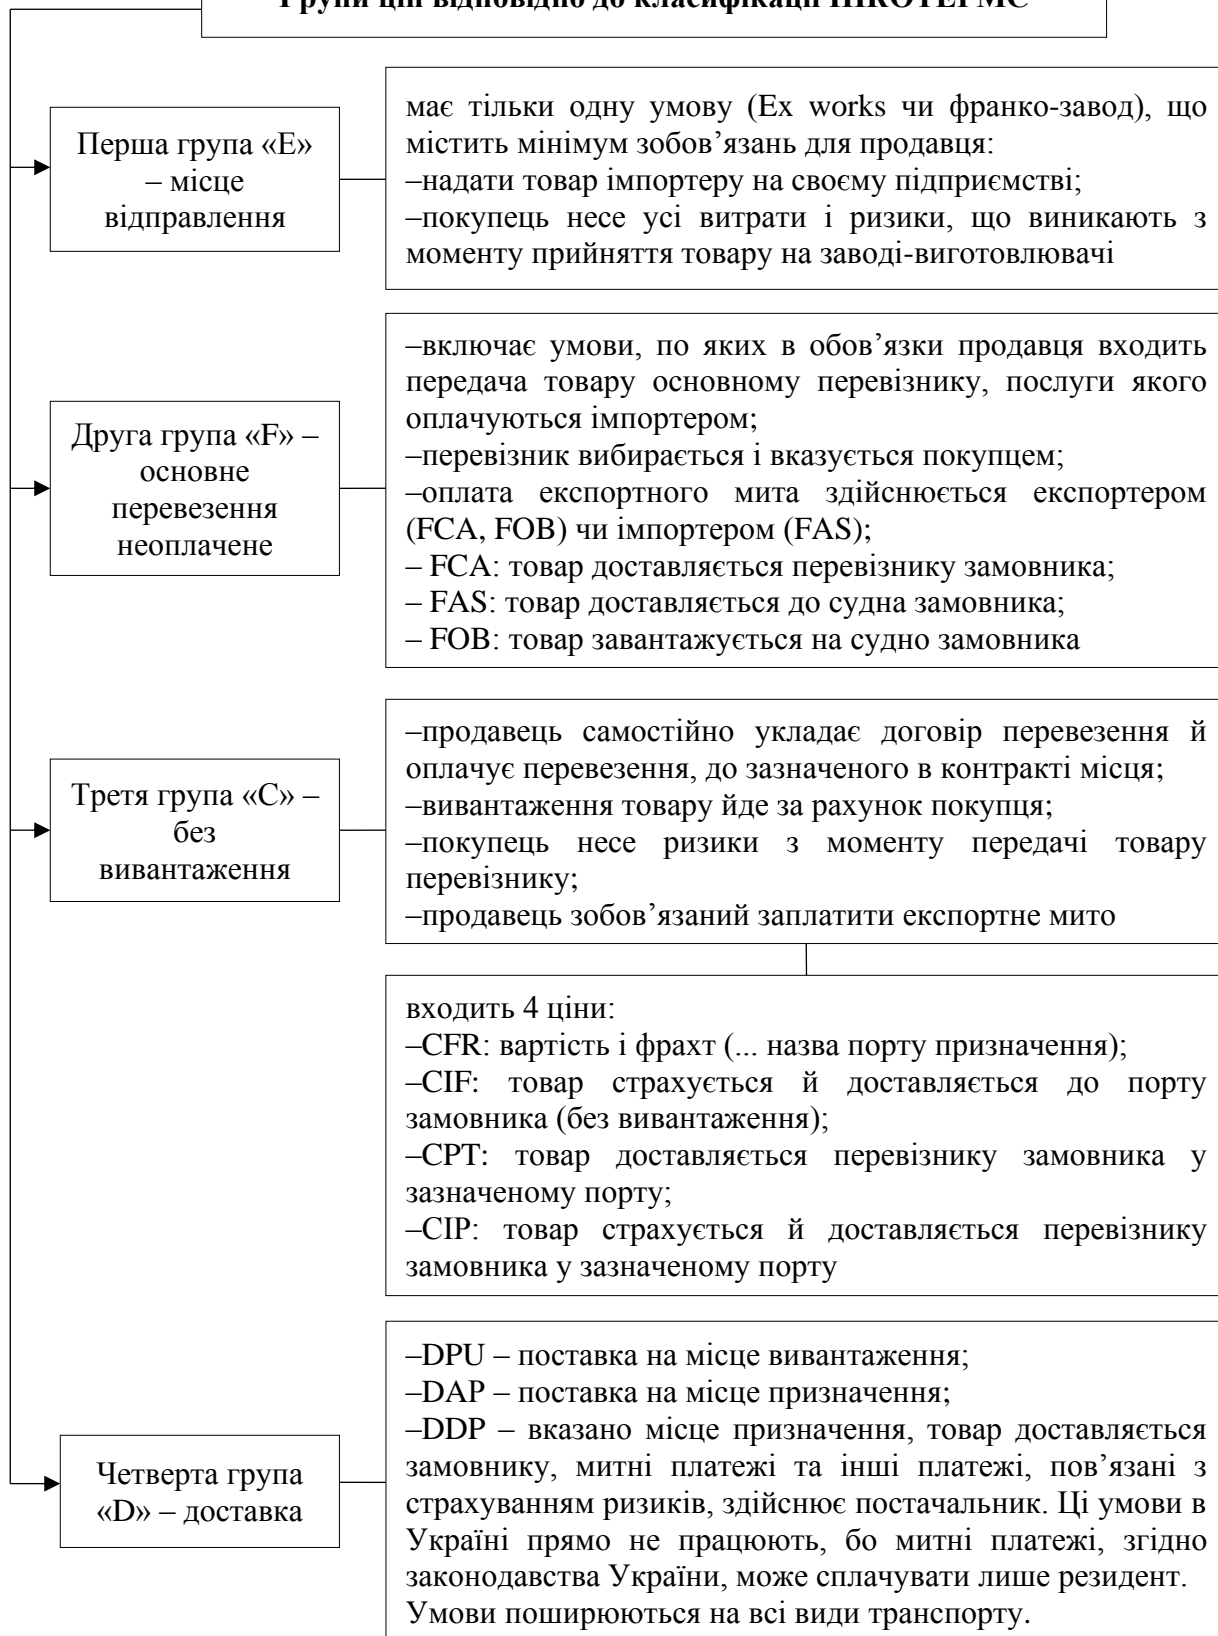 Групи цін відповідно до класифікації ІНКОТЕРМС
Перша група «Е»
– місце
відправлення
має тільки одну умову (Ex works чи франко-завод), що
містить мінімум зобов’язань для продавця:
–надати товар імпортеру на своєму підприємстві;
–покупець несе усі витрати і ризики, що виникають з
моменту прийняття товару на заводі-виготовлювачі
Друга група «F» –
основне
перевезення
неоплачене
–включає умови, по яких в обов’язки продавця входить
передача товару основному перевізнику, послуги якого
оплачуються імпортером;
–перевізник вибирається і вказується покупцем;
–оплата експортного мита здійснюється експортером
(FCA, FOB) чи імпортером (FAS);
– FCA: товар доставляється перевізнику замовника;
– FAS: товар доставляється до судна замовника;
– FOB: товар завантажується на судно замовника
Третя група «С» –
без
вивантаження
–продавець самостійно укладає договір перевезення й
оплачує перевезення, до зазначеного в контракті місця;
–вивантаження товару йде за рахунок покупця;
–покупець несе ризики з моменту передачі товару
перевізнику;
–продавець зобов’язаний заплатити експортне мито
входить 4 ціни:
–CFR: вартість і фрахт (... назва порту призначення);
–CIF: товар страхується й доставляється до порту
замовника (без вивантаження);
–CPT: товар доставляється перевізнику замовника у
зазначеному порту;
–CIP: товар страхується й доставляється перевізнику
замовника у зазначеному порту
Четверта група
«D» – доставка
–DPU – поставка на місце вивантаження;
–DAP – поставка на місце призначення;
–DDP – вказано місце призначення, товар доставляється
замовнику, митні платежі та інші платежі, пов’язані з
страхуванням ризиків, здійснює постачальник. Ці умови в
Україні прямо не працюють, бо митні платежі, згідно
законодавства України, може сплачувати лише резидент.
Умови поширюються на всі види транспорту.